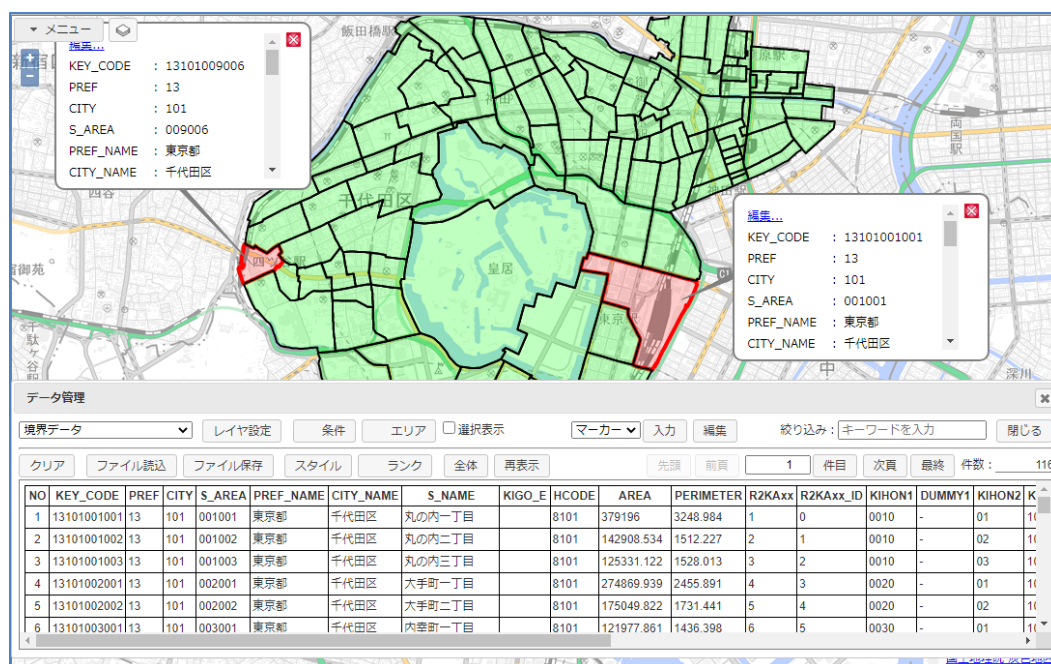 ▼ メニュー
編集...
KEY_CODE : 13101009006
PREF : 13
CITY : 101
S_AREA : 009006
PREF_NAME : 東京都
CITY_NAME : 千代田区
飯田橋駅
両国駅
四谷
千代田区
四ツ谷駅
皇居
神田駅
C1
東京駅
千駄ヶ谷駅
中
深川
編集...
KEY_CODE : 13101001001
PREF : 13
CITY : 101
S_AREA : 001001
PREF_NAME : 東京都
CITY_NAME : 千代田区
データ管理
境界データ レイヤ設定 条件 エリア 選択表示 マーカー 入力 編集 絞り込み : キーワードを入力 閉じる
クリア ファイル読込 ファイル保存 スタイル ランク 全体 再表示 先頭 前頁 1 件目 次頁 最終 件数 : 116
NO KEY_CODE PREF CITY S_AREA PREF_NAME CITY_NAME S_NAME KIGO_E HCODE AREA PERIMETER R2KAxx R2KAxx_ID KIHON1 DUMMY1 KIHON2
1 13101001001 13 101 001001 東京都 千代田区 丸の内一丁目 8101 379196 3248.984 1 0 0010 - 01
2 13101001002 13 101 001002 東京都 千代田区 丸の内二丁目 8101 142908.534 1512.227 2 1 0010 - 02
3 13101001003 13 101 001003 東京都 千代田区 丸の内三丁目 8101 125331.122 1528.013 3 2 0010 - 03
4 13101002001 13 101 002001 東京都 千代田区 大手町一丁目 8101 274869.939 2455.891 4 3 0020 - 01
5 13101002002 13 101 002002 東京都 千代田区 大手町二丁目 8101 175049.822 1731.441 5 4 0020 - 02
6 13101003001 13 101 003001 東京都 千代田区 内幸町一丁目 8101 121977.861 1436.398 6 5 0030 - 01